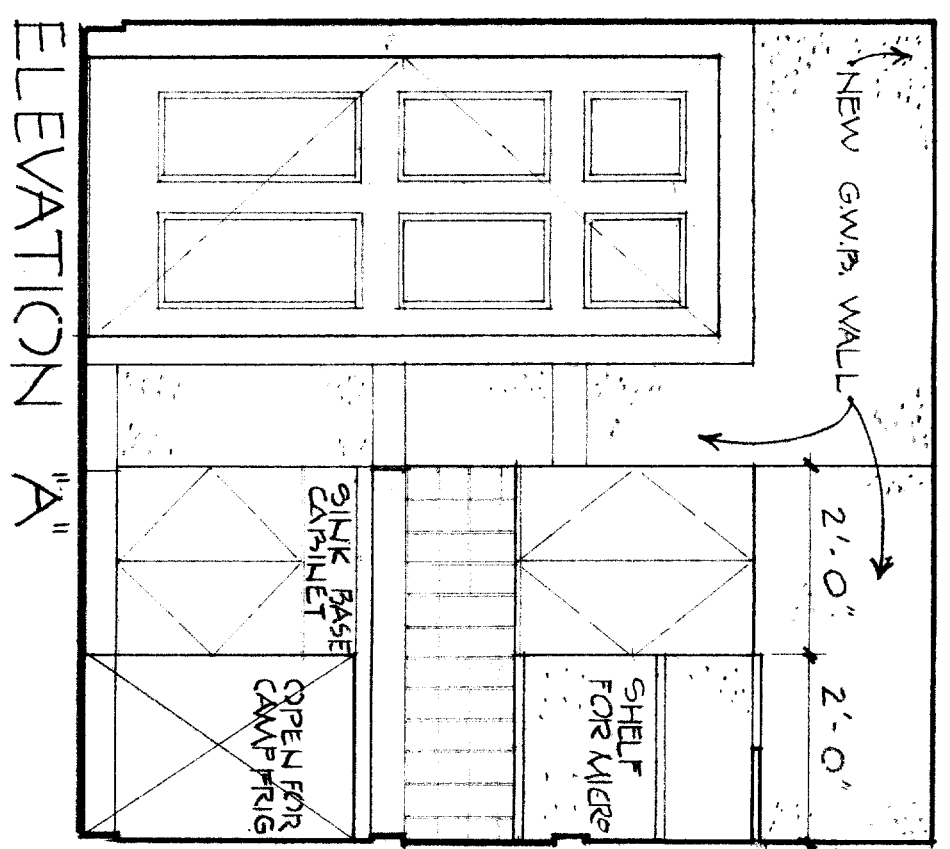 NEW G.W.B. WALL
2'-0"
2'-0"
SHELF
FOR MICRO
SINK BASE
CABINET
OPEN FOR
CAMP FRIG
ELEVATION "A"